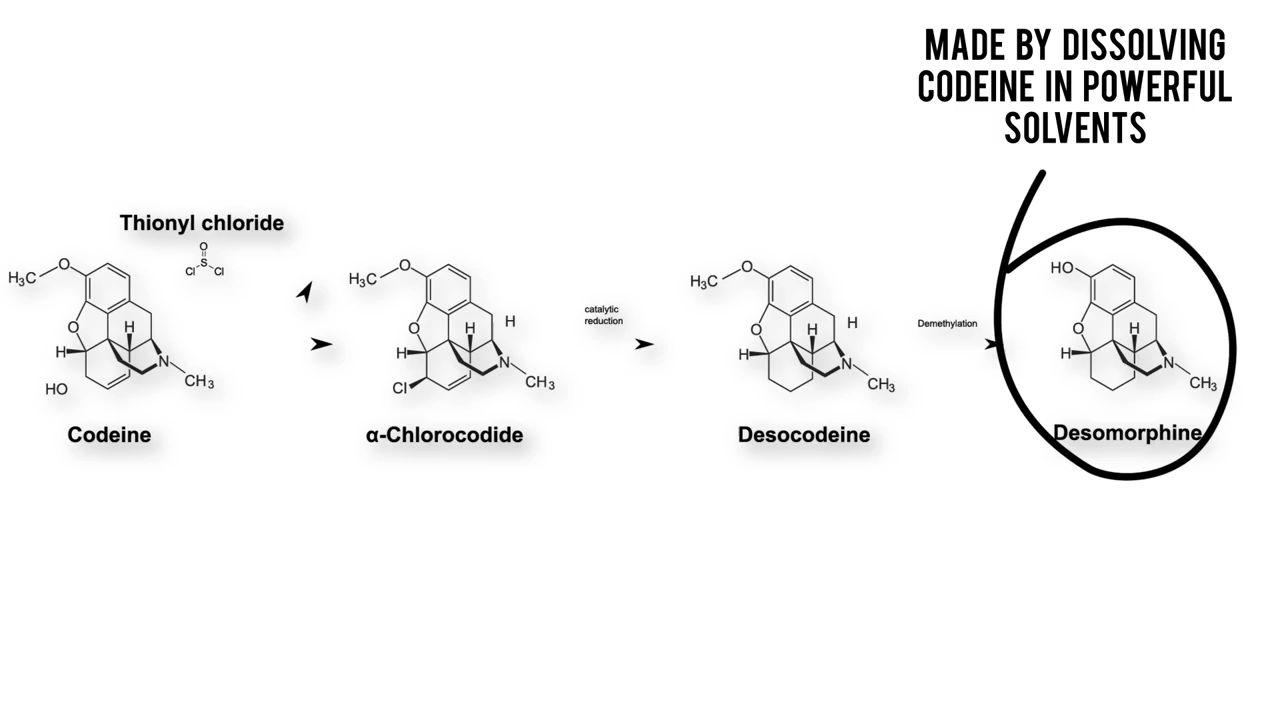 MADE BY DISSOLVING
CODEINE IN POWERFUL
SOLVENTS
Thionyl chloride
O
S
Cl
Cl
H₃C
O
O
H
H
N
CH₃
HO
Codeine
H₃C
O
O
H
H
H
N
CH₃
Cl
α-Chlorocodide
catalytic
reduction
H₃C
O
O
H
H
H
N
CH₃
Desocodeine
Demethylation
HO
O
H
H
N
CH₃
Desomorphine